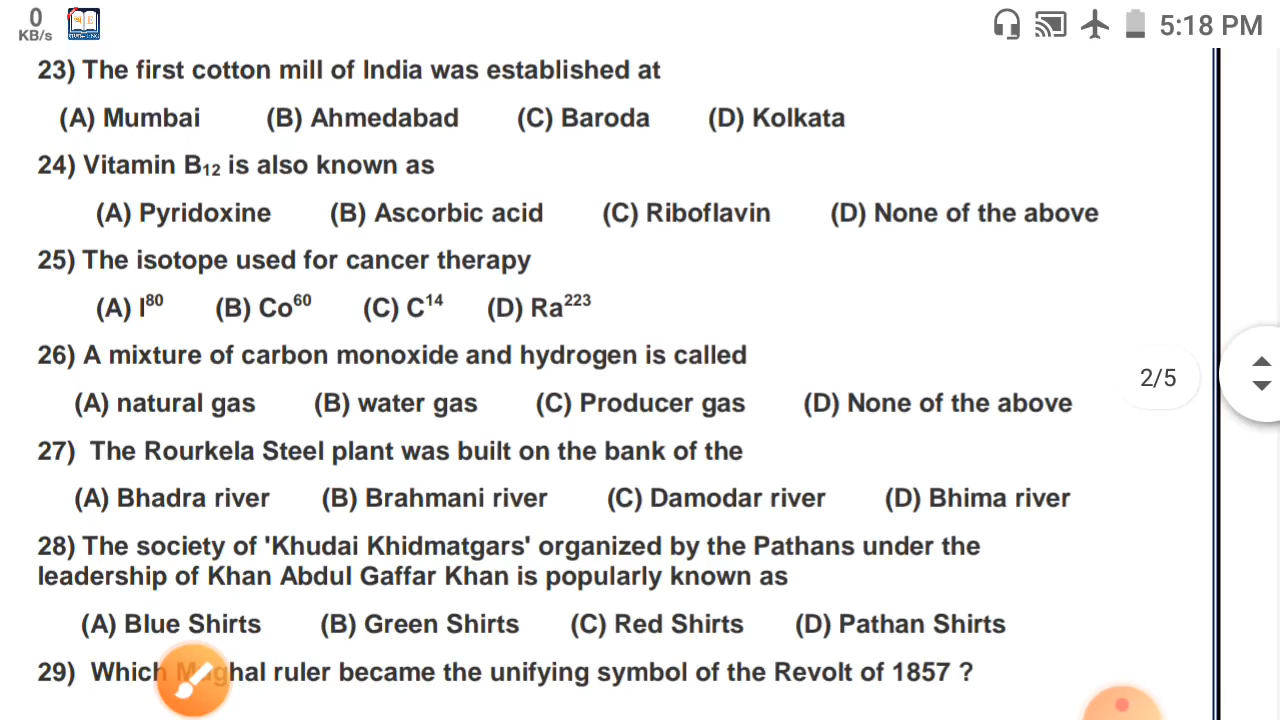 0
KB/s
5:18 PM
23) The first cotton mill of India was established at
(A) Mumbai (B) Ahmedabad (C) Baroda (D) Kolkata
24) Vitamin B₁₂ is also known as
(A) Pyridoxine (B) Ascorbic acid (C) Riboflavin (D) None of the above
25) The isotope used for cancer therapy
(A) I⁸⁰ (B) Co⁶⁰ (C) C¹⁴ (D) Ra²²³
26) A mixture of carbon monoxide and hydrogen is called
(A) natural gas (B) water gas (C) Producer gas (D) None of the above
2/5
27) The Rourkela Steel plant was built on the bank of the
(A) Bhadra river (B) Brahmani river (C) Damodar river (D) Bhima river
28) The society of 'Khudai Khidmatgars' organized by the Pathans under the
leadership of Khan Abdul Gaffar Khan is popularly known as
(A) Blue Shirts (B) Green Shirts (C) Red Shirts (D) Pathan Shirts
29) Which Mughal ruler became the unifying symbol of the Revolt of 1857 ?